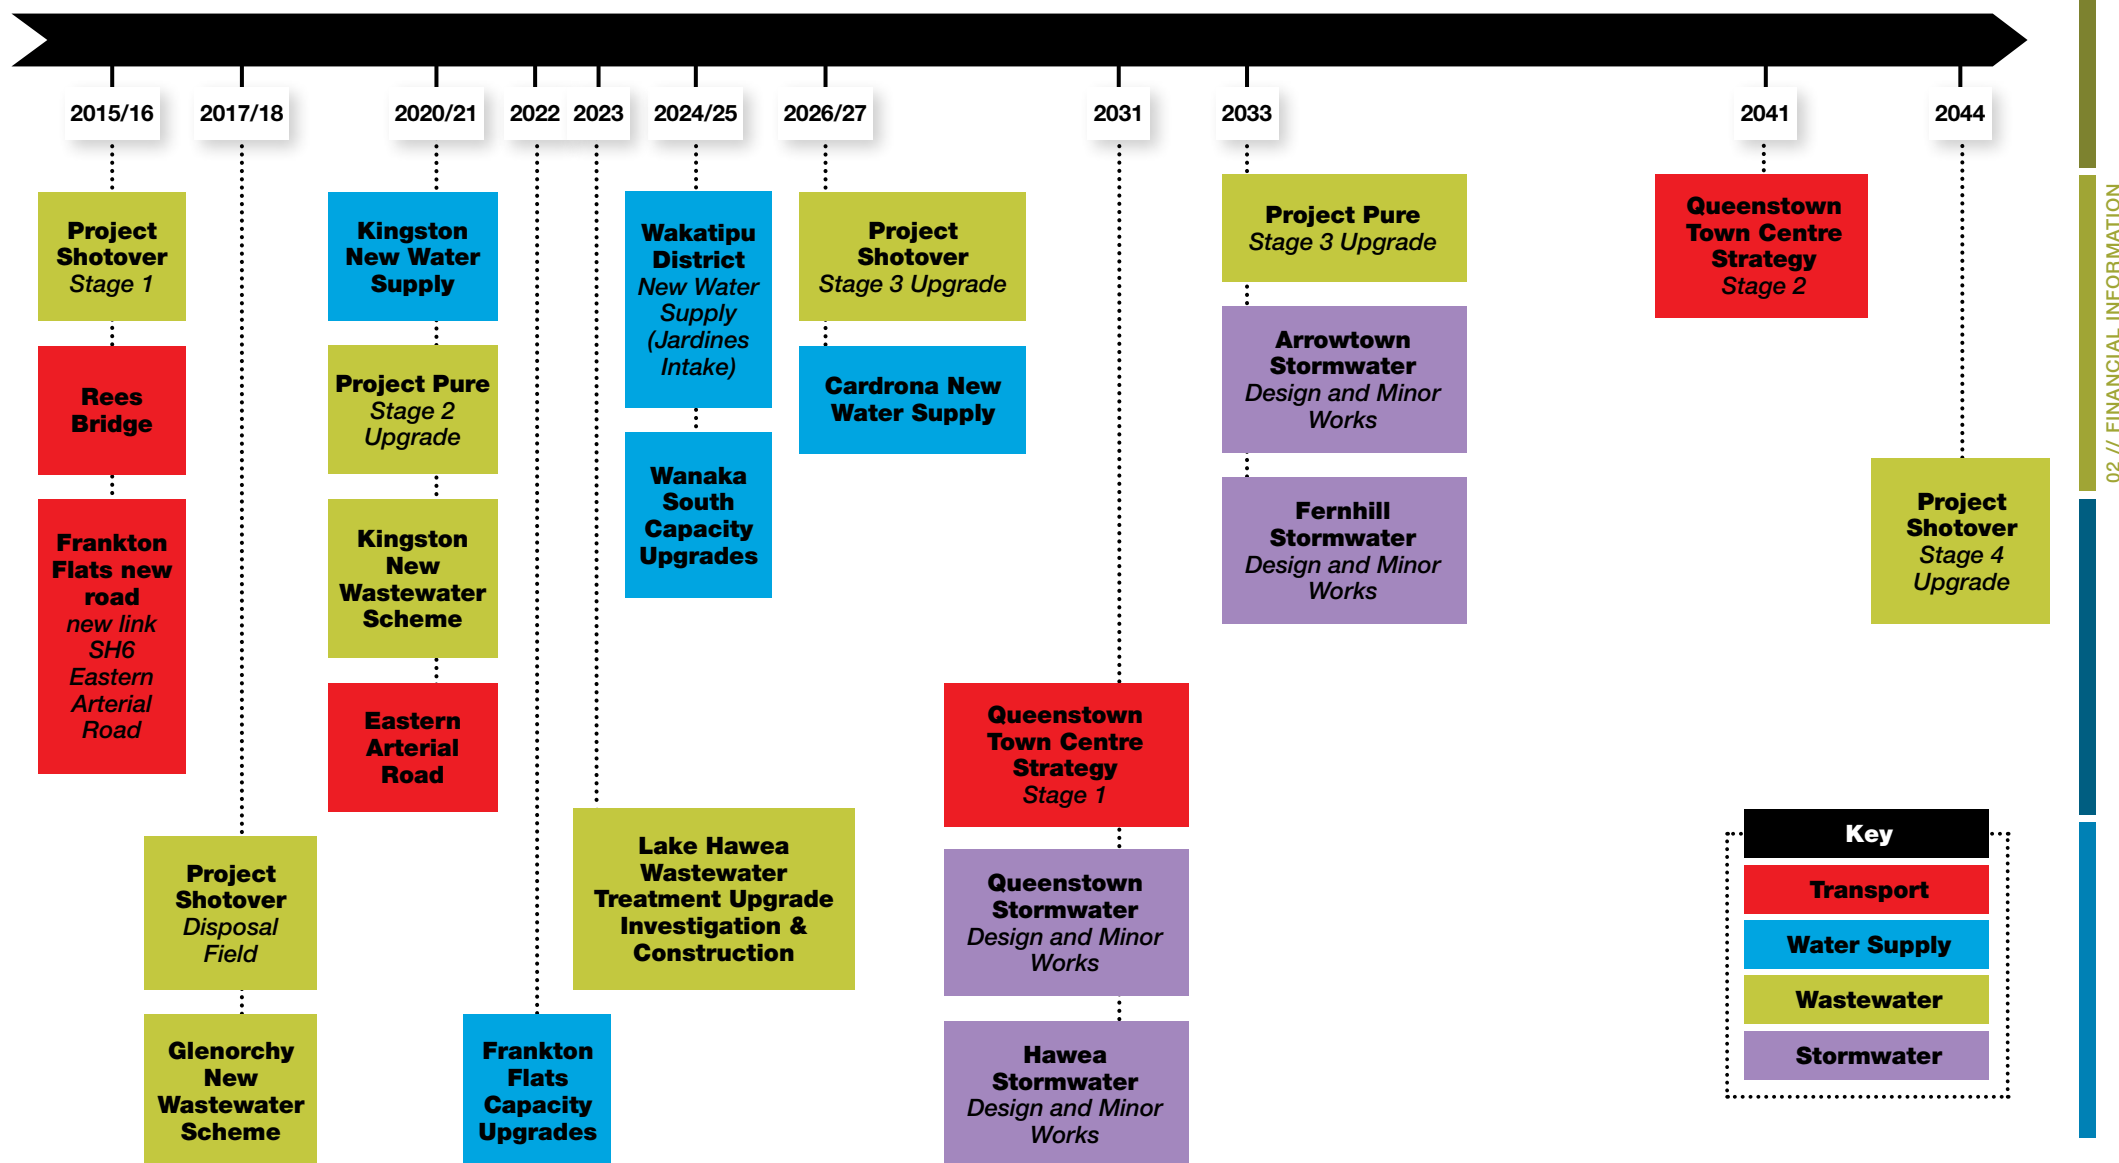 2015/16
2017/18
2020/21
2022
2023
2024/25
2026/27
2031
2033
2041
2044
Project
Shotover
Stage 1
Rees
Bridge
Frankton
Flats new
road
new link
SH6
Eastern
Arterial
Road
Project
Shotover
Disposal
Field
Glenorchy
New
Wastewater
Scheme
Kingston
New Water
Supply
Project Pure
Stage 2
Upgrade
Kingston
New
Wastewater
Scheme
Eastern
Arterial
Road
Frankton
Flats
Capacity
Upgrades
Lake Hawea
Wastewater
Treatment Upgrade
Investigation &
Construction
Wakatipu
District
New Water
Supply
(Jardines
Intake)
Wanaka
South
Capacity
Upgrades
Project
Shotover
Stage 3 Upgrade
Cardrona New
Water Supply
Queenstown
Town Centre
Strategy
Stage 1
Queenstown
Stormwater
Design and Minor
Works
Hawea
Stormwater
Design and Minor
Works
Project Pure
Stage 3 Upgrade
Arrowtown
Stormwater
Design and Minor
Works
Fernhill
Stormwater
Design and Minor
Works
Queenstown
Town Centre
Strategy
Stage 2
Project
Shotover
Stage 4
Upgrade
Key
Transport
Water Supply
Wastewater
Stormwater
02 // FINANCIAL INFORMATION